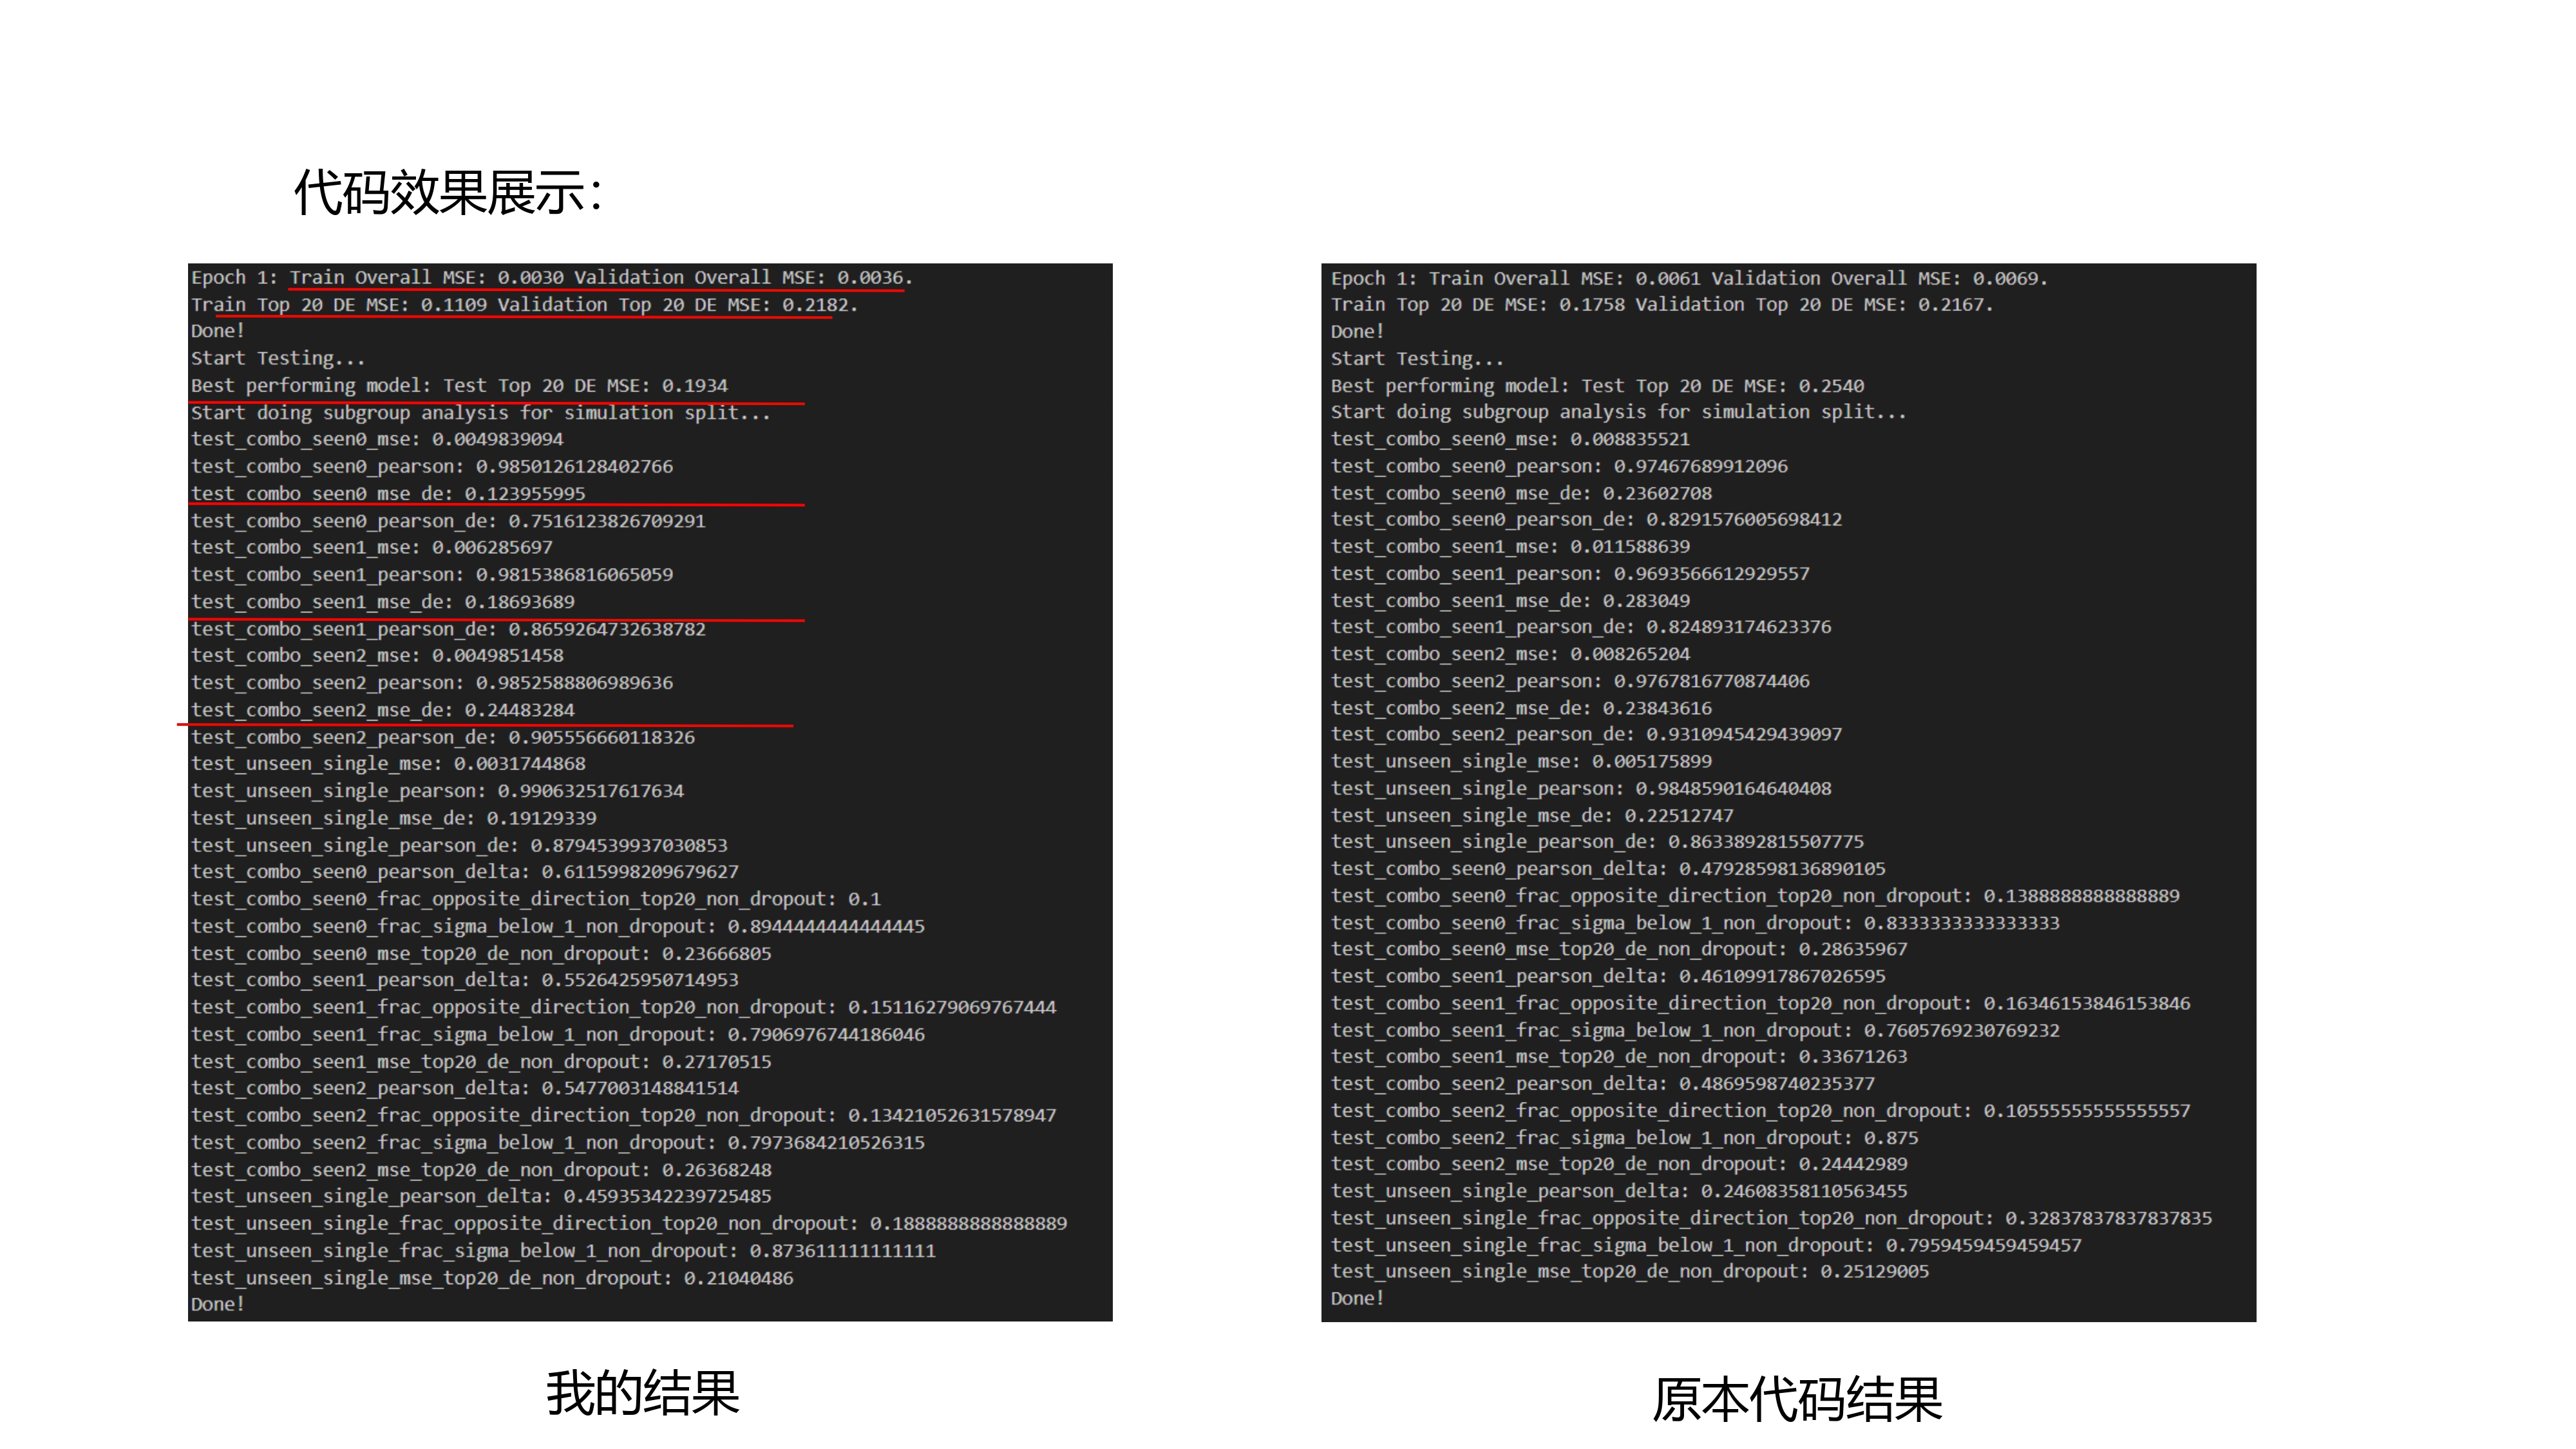 代码效果展示：
Epoch 1: Train Overall MSE: 0.0030 Validation Overall MSE: 0.0036.
Train Top 20 DE MSE: 0.1109 Validation Top 20 DE MSE: 0.2182.
Done!
Start Testing...
Best performing model: Test Top 20 DE MSE: 0.1934
Start doing subgroup analysis for simulation split...
test_combo_seen0_mse: 0.0049839094
test_combo_seen0_pearson: 0.9850126128402766
test_combo_seen0_mse_de: 0.123955995
test_combo_seen0_pearson_de: 0.7516123826709291
test_combo_seen1_mse: 0.006285697
test_combo_seen1_pearson: 0.9815386816065059
test_combo_seen1_mse_de: 0.18693689
test_combo_seen1_pearson_de: 0.8659264732638782
test_combo_seen2_mse: 0.0049851458
test_combo_seen2_pearson: 0.9852588806989636
test_combo_seen2_mse_de: 0.24483284
test_combo_seen2_pearson_de: 0.905556660118326
test_unseen_single_mse: 0.0031744868
test_unseen_single_pearson: 0.990632517617634
test_unseen_single_mse_de: 0.19129339
test_unseen_single_pearson_de: 0.8794539937030853
test_combo_seen0_pearson_delta: 0.6115998209679627
test_combo_seen0_frac_opposite_direction_top20_non_dropout: 0.1
test_combo_seen0_frac_sigma_below_1_non_dropout: 0.8944444444444445
test_combo_seen0_mse_top20_de_non_dropout: 0.23666805
test_combo_seen1_pearson_delta: 0.5526425950714953
test_combo_seen1_frac_opposite_direction_top20_non_dropout: 0.15116279069767444
test_combo_seen1_frac_sigma_below_1_non_dropout: 0.7906976744186046
test_combo_seen1_mse_top20_de_non_dropout: 0.27170515
test_combo_seen2_pearson_delta: 0.5477003148841514
test_combo_seen2_frac_opposite_direction_top20_non_dropout: 0.13421052631578947
test_combo_seen2_frac_sigma_below_1_non_dropout: 0.7973684210526315
test_combo_seen2_mse_top20_de_non_dropout: 0.26368248
test_unseen_single_pearson_delta: 0.45935342239725485
test_unseen_single_frac_opposite_direction_top20_non_dropout: 0.1888888888888889
test_unseen_single_frac_sigma_below_1_non_dropout: 0.873611111111111
test_unseen_single_mse_top20_de_non_dropout: 0.21040486
Done!
我的结果
Epoch 1: Train Overall MSE: 0.0061 Validation Overall MSE: 0.0069.
Train Top 20 DE MSE: 0.1758 Validation Top 20 DE MSE: 0.2167.
Done!
Start Testing...
Best performing model: Test Top 20 DE MSE: 0.2540
Start doing subgroup analysis for simulation split...
test_combo_seen0_mse: 0.008835521
test_combo_seen0_pearson: 0.97467689912096
test_combo_seen0_mse_de: 0.23602708
test_combo_seen0_pearson_de: 0.8291576005698412
test_combo_seen1_mse: 0.011588639
test_combo_seen1_pearson: 0.9693566612929557
test_combo_seen1_mse_de: 0.283049
test_combo_seen1_pearson_de: 0.824893174623376
test_combo_seen2_mse: 0.008265204
test_combo_seen2_pearson: 0.9767816770874406
test_combo_seen2_mse_de: 0.23843616
test_combo_seen2_pearson_de: 0.9310945429439097
test_unseen_single_mse: 0.005175899
test_unseen_single_pearson: 0.9848590164640408
test_unseen_single_mse_de: 0.22512747
test_unseen_single_pearson_de: 0.8633892815507775
test_combo_seen0_pearson_delta: 0.47928598136890105
test_combo_seen0_frac_opposite_direction_top20_non_dropout: 0.1388888888888889
test_combo_seen0_frac_sigma_below_1_non_dropout: 0.8333333333333333
test_combo_seen0_mse_top20_de_non_dropout: 0.28635967
test_combo_seen1_pearson_delta: 0.46109917867026595
test_combo_seen1_frac_opposite_direction_top20_non_dropout: 0.16346153846153846
test_combo_seen1_frac_sigma_below_1_non_dropout: 0.7605769230769232
test_combo_seen1_mse_top20_de_non_dropout: 0.33671263
test_combo_seen2_pearson_delta: 0.4869598740235377
test_combo_seen2_frac_opposite_direction_top20_non_dropout: 0.10555555555555557
test_combo_seen2_frac_sigma_below_1_non_dropout: 0.875
test_combo_seen2_mse_top20_de_non_dropout: 0.24442989
test_unseen_single_pearson_delta: 0.24608358110563455
test_unseen_single_frac_opposite_direction_top20_non_dropout: 0.32837837837837835
test_unseen_single_frac_sigma_below_1_non_dropout: 0.7959459459459457
test_unseen_single_mse_top20_de_non_dropout: 0.25129005
Done!
原本代码结果